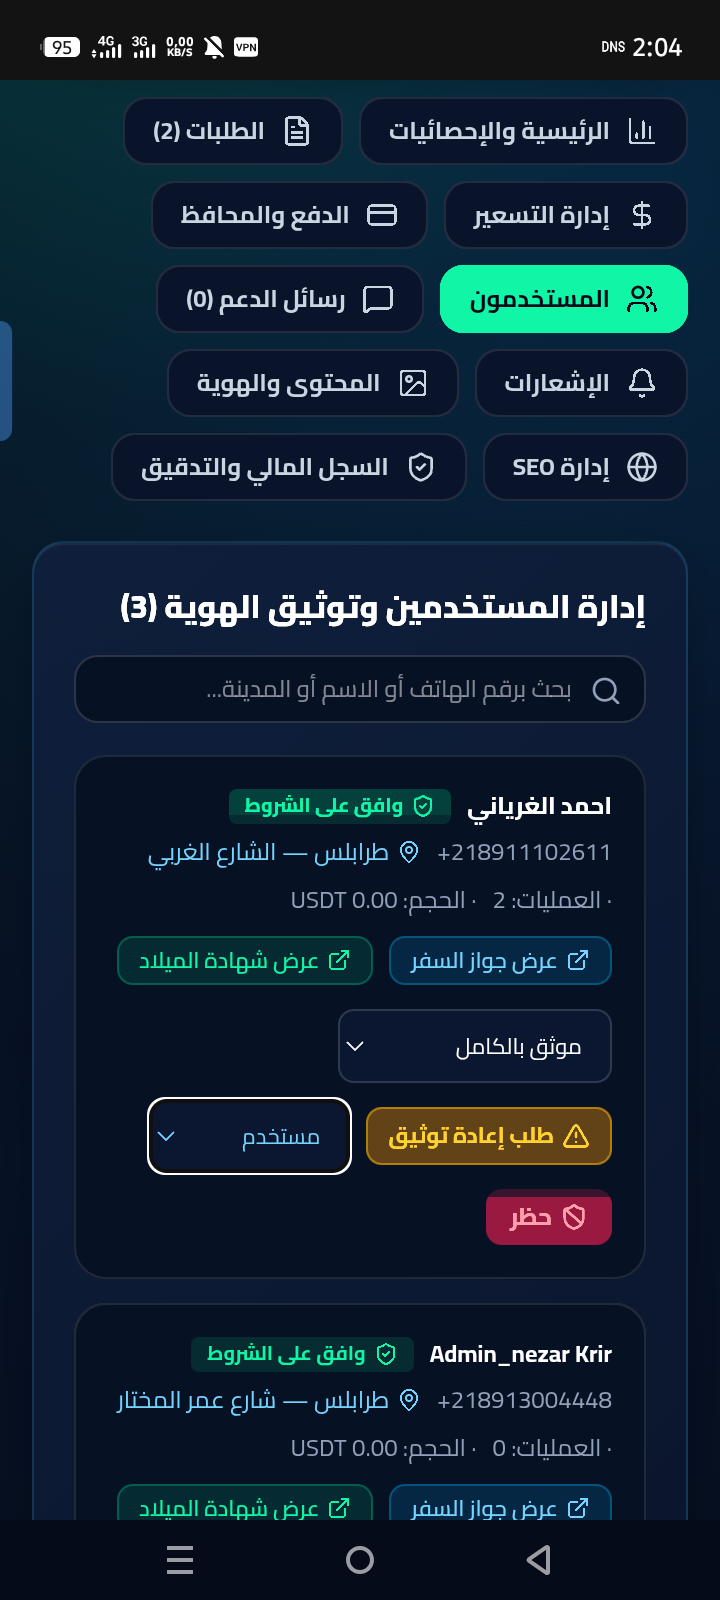 95 4G 3G 0,00 KB/S VPN DNS 2:04
الرئيسية والإحصائيات الطلبات (2)
إدارة التسعير الدفع والمحافظ
المستخدمون رسائل الدعم (0)
الإشعارات المحتوى والهوية
إدارة SEO السجل المالي والتدقيق
إدارة المستخدمين وتوثيق الهوية (3)
بحث برقم الهاتف أو الاسم أو المدينة...
احمد الغرياني وافق على الشروط
+218911102611 طرابلس — الشارع الغربي
· العمليات: 2 · الحجم: 0.00 USDT
عرض جواز السفر عرض شهادة الميلاد
موثق بالكامل
طلب إعادة توثيق مستخدم
حظر
Admin_nezar Krir وافق على الشروط
+218913004448 طرابلس — شارع عمر المختار
· العمليات: 0 · الحجم: 0.00 USDT
عرض جواز السفر عرض شهادة الميلاد